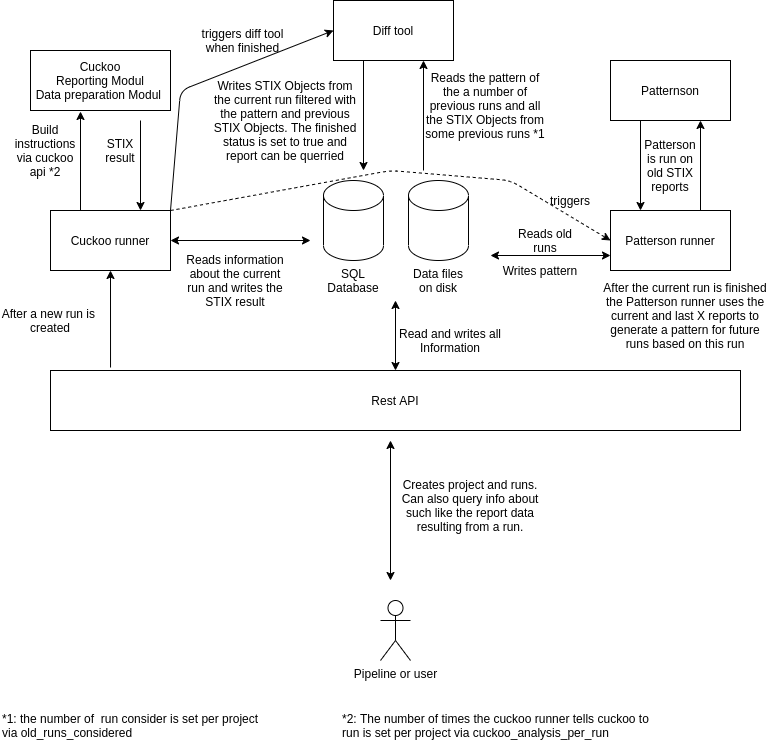 Diff tool
triggers diff tool
when finished
Cuckoo
Reporting Modul
Data preparation Modul
Writes STIX Objects from
the current run filtered with
the pattern and previous
STIX Objects. The finished
status is set to true and
report can be querried
Reads the pattern of
the a number of
previous runs and all
the STIX Objects from
some previous runs *1
Patternson
Build
instructions
via cuckoo
api *2
STIX
result
Patterson
is run on
old STIX
reports
triggers
Cuckoo runner
Reads information
about the current
run and writes the
STIX result
SQL
Database
Data files
on disk
Reads old
runs
Writes pattern
Patterson runner
After the current run is finished
the Patterson runner uses the
current and last X reports to
generate a pattern for future
runs based on this run
After a new run is
created
Read and writes all
Information
Rest API
Creates project and runs.
Can also query info about
such like the report data
resulting from a run.
Pipeline or user
*1: the number of  run consider is set per project
via old_runs_considered
*2: The number of times the cuckoo runner tells cuckoo to
run is set per project via cuckoo_analysis_per_run